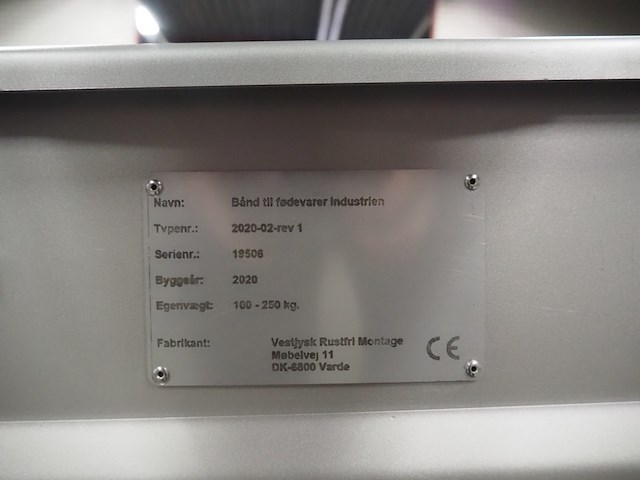 Navn: Bånd til fødevarer industrien
Typenr.: 2020-02-rev 1
Serienr.: 19506
Byggeår: 2020
Egenvægt: 100 - 250 kg.
Fabrikant: Vestjysk Rustfri Montage
Møbelvej 11
DK-6800 Varde
CE